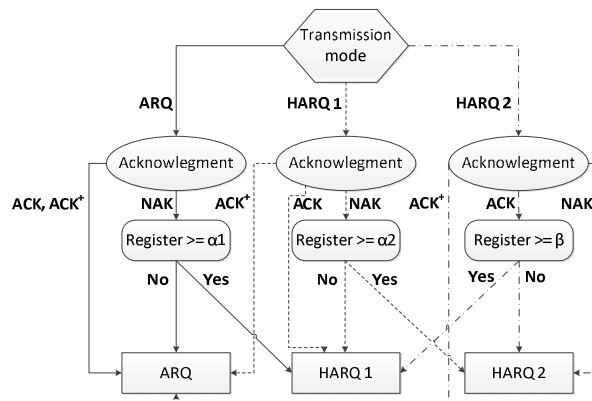 Transmission
mode
ARQ
HARQ 1
HARQ 2
Acknowlegment
Acknowlegment
Acknowlegment
ACK, ACK⁺
NAK
ACK⁺
ACK
NAK
ACK⁺
ACK
NAK
Register >= α1
Register >= α2
Register >= β
No
Yes
No
Yes
Yes
No
ARQ
HARQ 1
HARQ 2